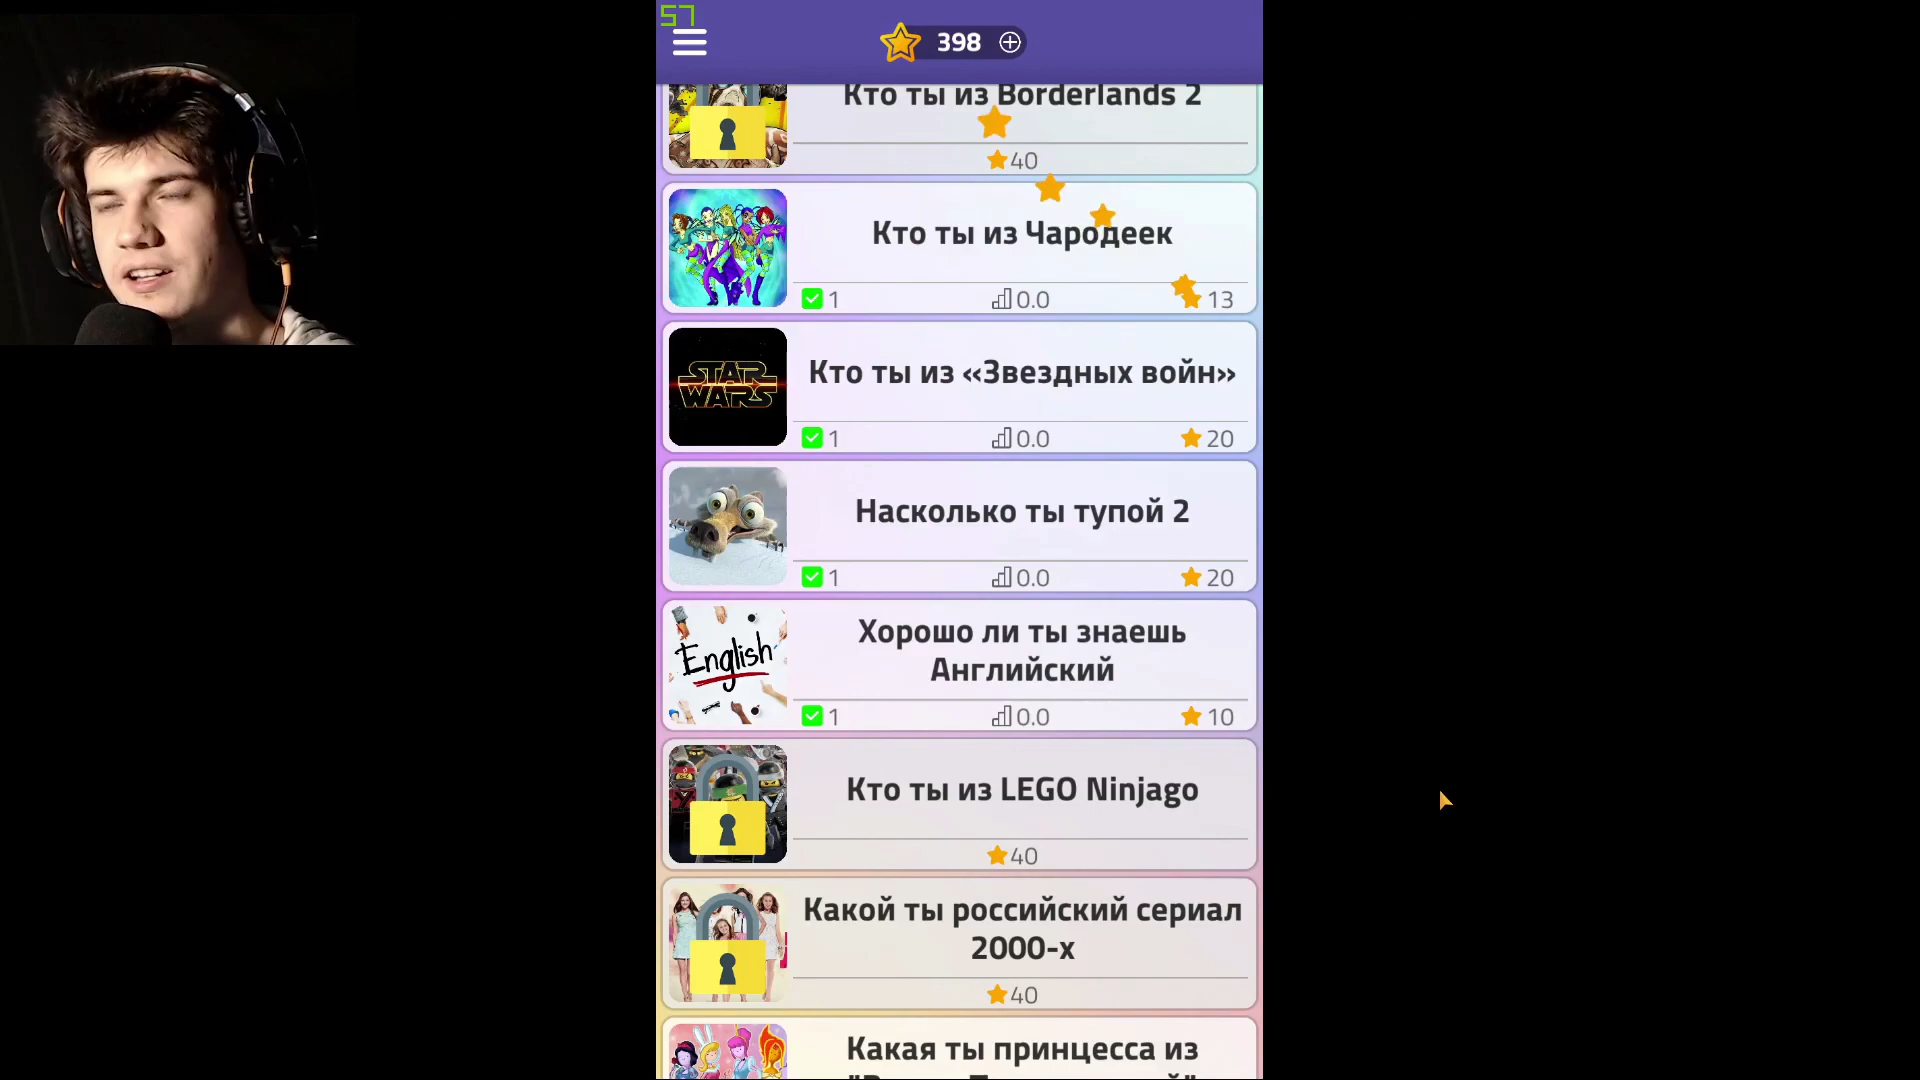 57
398
Кто ты из Borderlands 2
40
Кто ты из Чародеек
1 0.0 13
STAR
WARS
Кто ты из «Звездных войн»
1 0.0 20
Насколько ты тупой 2
1 0.0 20
English
Хорошо ли ты знаешь
Английский
1 0.0 10
Кто ты из LEGO Ninjago
40
Какой ты российский сериал
2000-х
40
Какая ты принцесса из